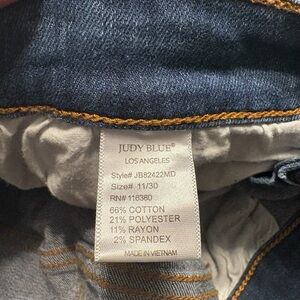 JUDY BLUE®
LOS ANGELES
Style# JB82422MD
Size# 11/30
RN# 116360
66% COTTON
21% POLYESTER
11% RAYON
2% SPANDEX
MADE IN VIETNAM